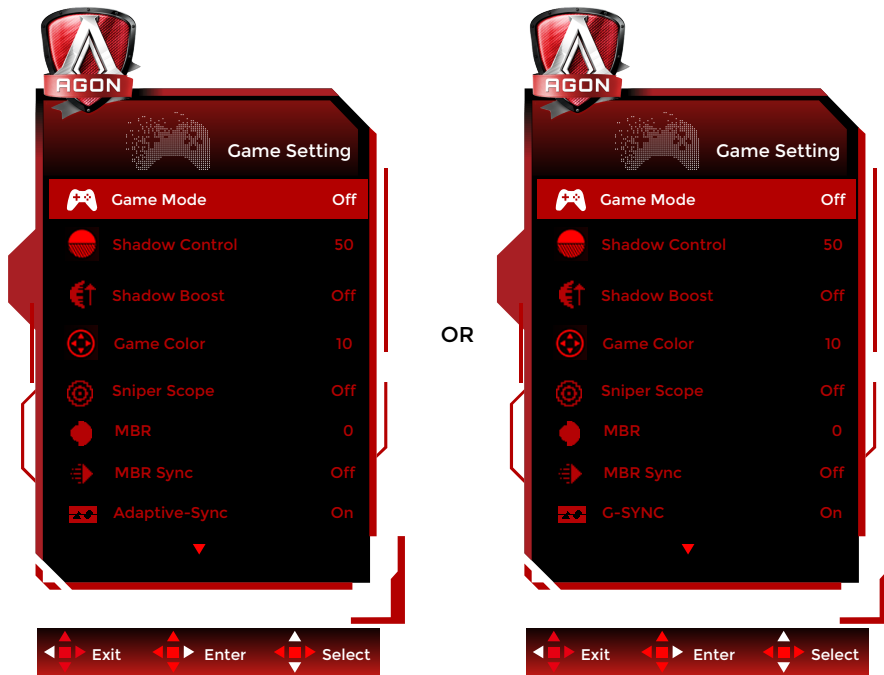 AGON
Game Setting
Game Mode Off
Shadow Control 50
Shadow Boost Off
Game Color 10
Sniper Scope Off
MBR 0
MBR Sync Off
Adaptive-Sync On
Exit Enter Select
OR
AGON
Game Setting
Game Mode Off
Shadow Control 50
Shadow Boost Off
Game Color 10
Sniper Scope Off
MBR 0
MBR Sync Off
G-SYNC On
Exit Enter Select